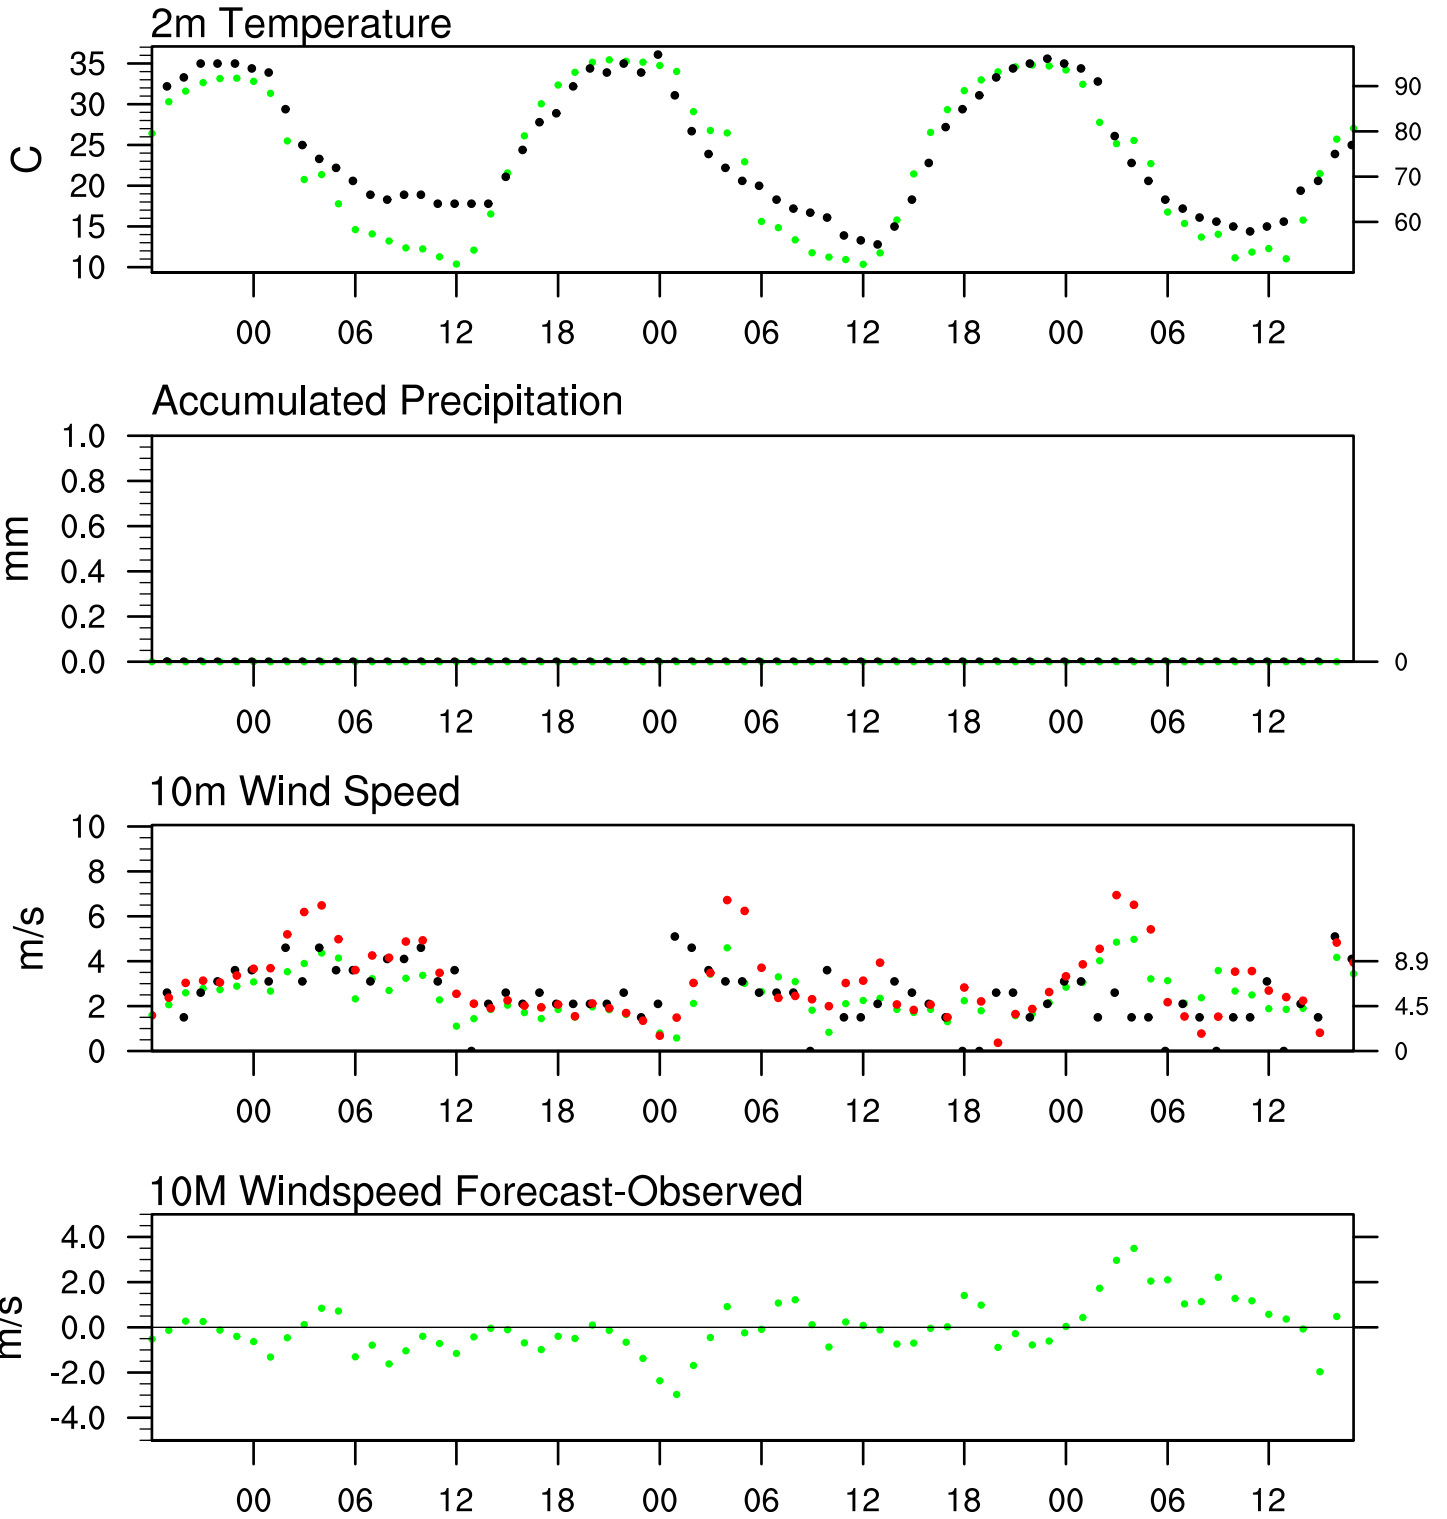 2m Temperature
35
30
25
20
15
10
C
90
80
70
60
00 06 12 18 00 06 12 18 00 06 12
Accumulated Precipitation
1.0
0.8
0.6
0.4
0.2
0.0
mm
0
00 06 12 18 00 06 12 18 00 06 12
10m Wind Speed
10
8
6
4
2
0
m/s
8.9
4.5
0
00 06 12 18 00 06 12 18 00 06 12
10M Windspeed Forecast-Observed
4.0
2.0
0.0
-2.0
-4.0
m/s
00 06 12 18 00 06 12 18 00 06 12